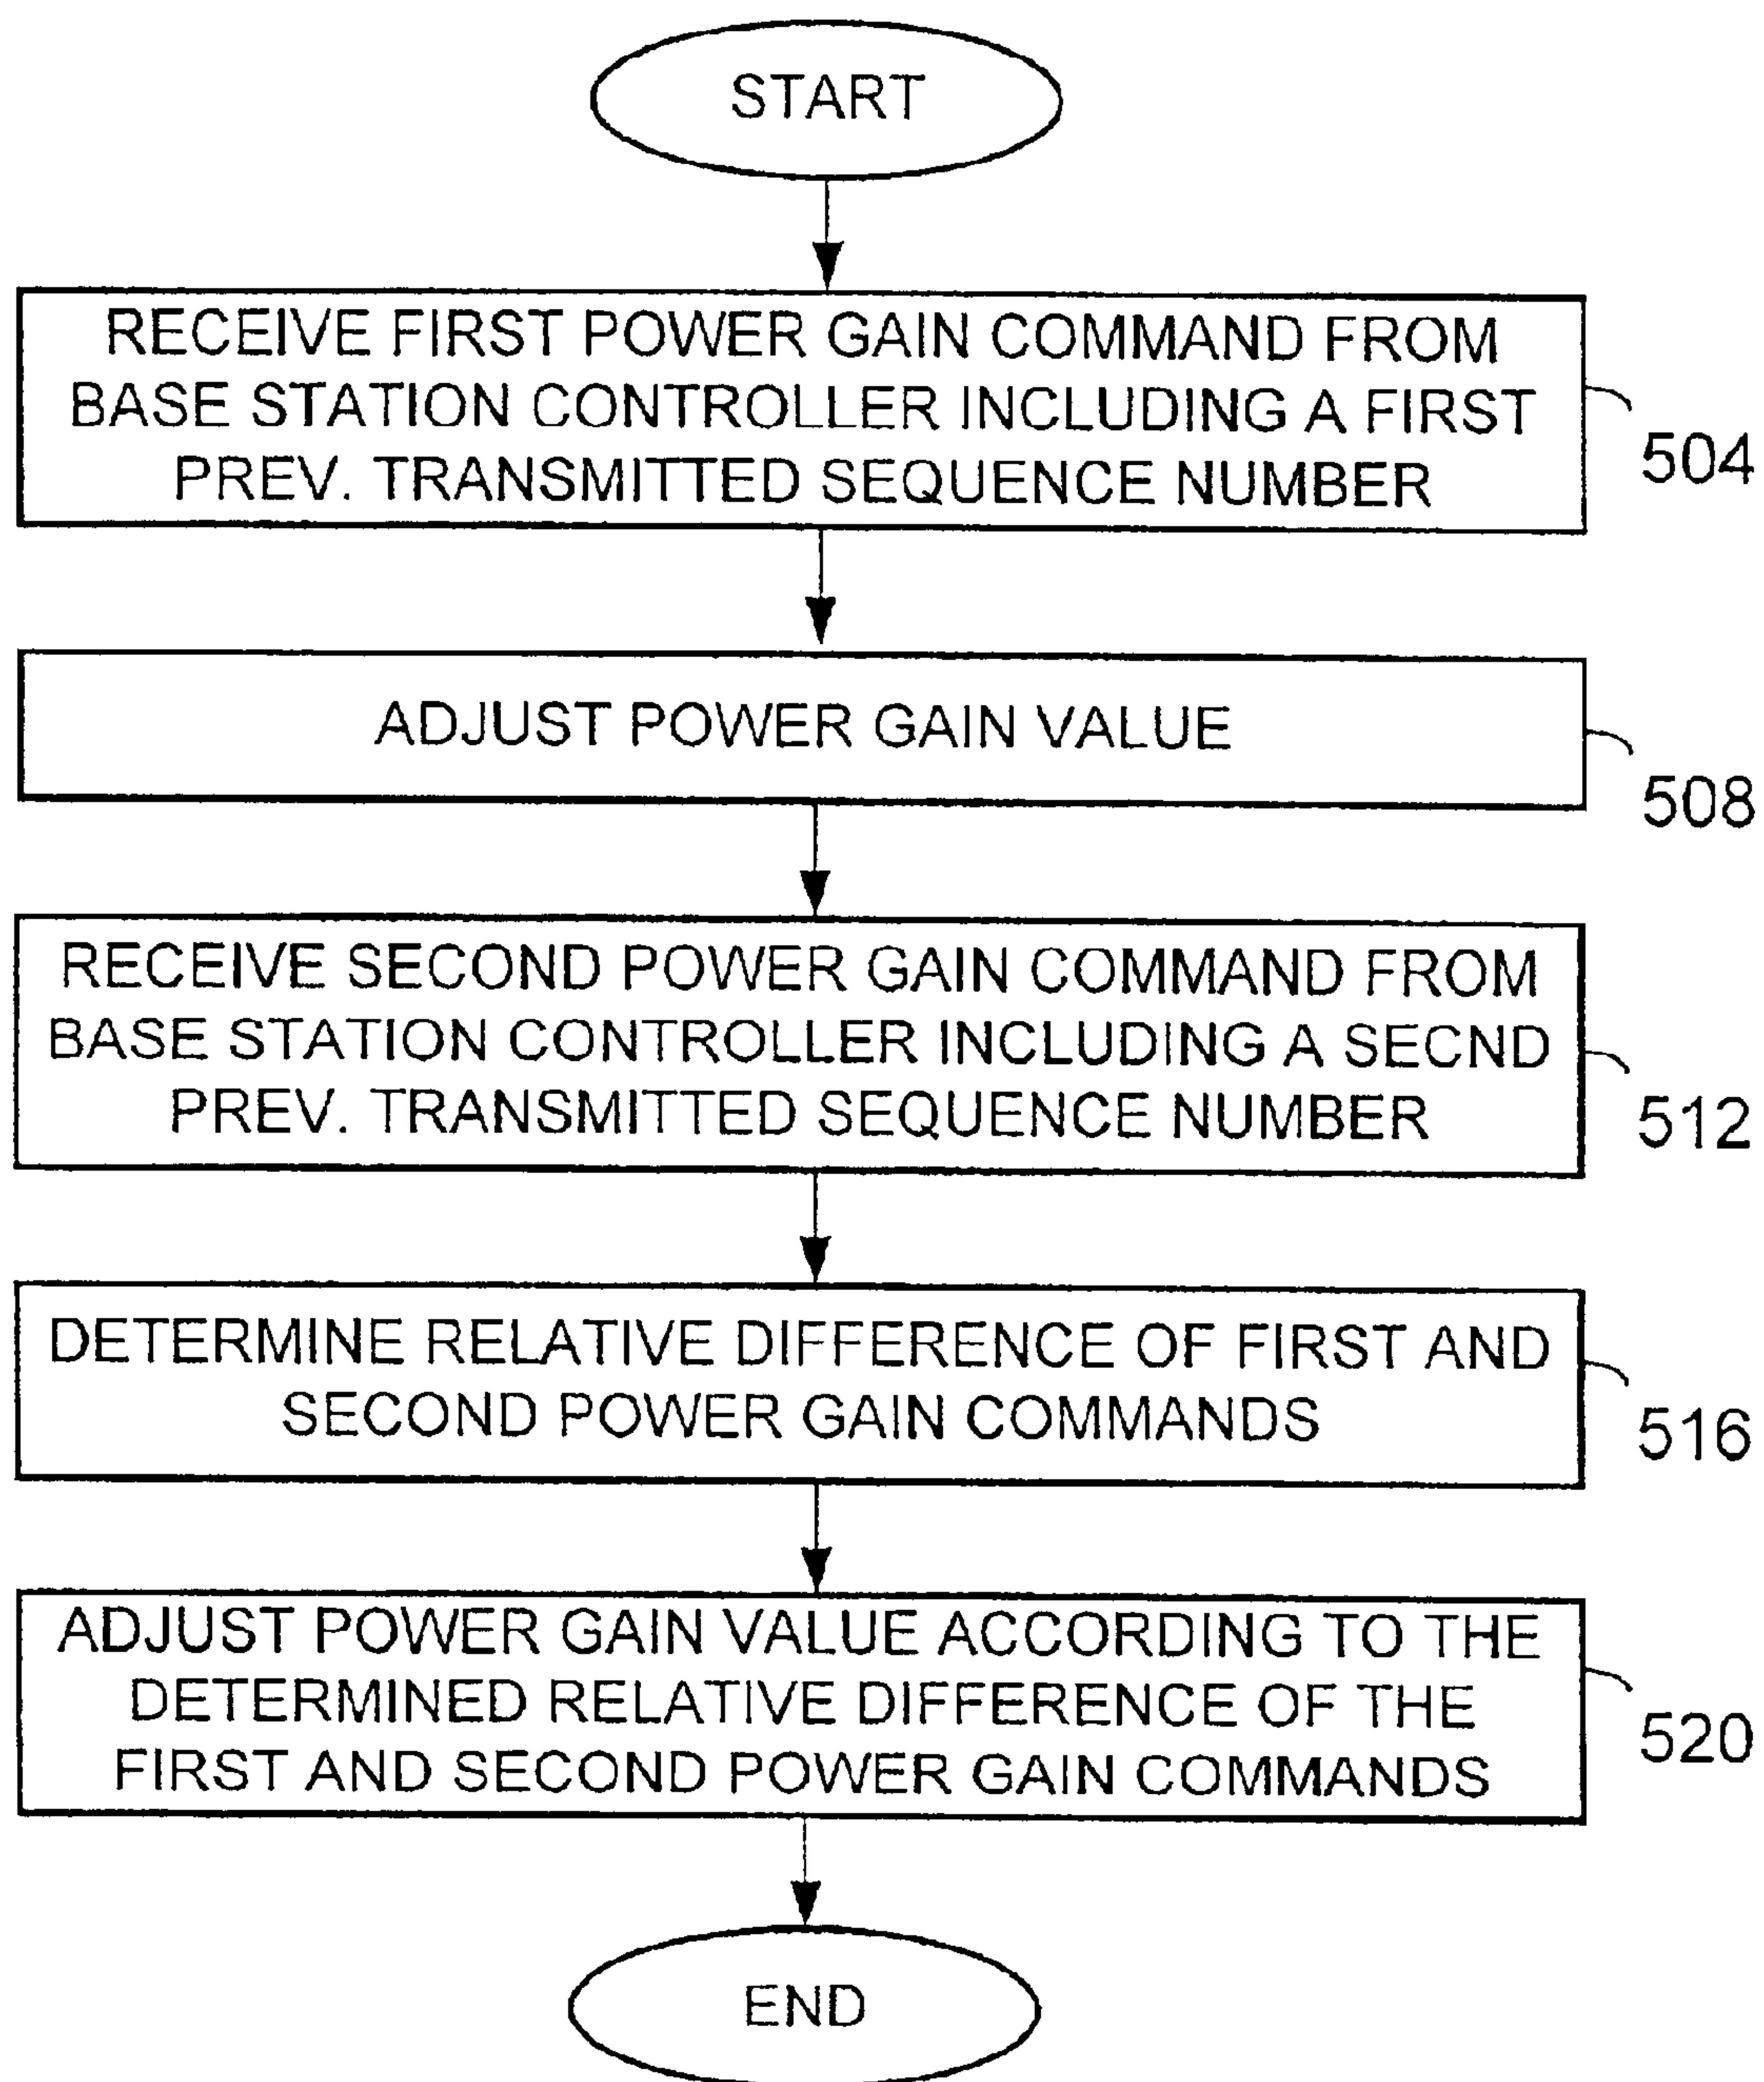 START
RECEIVE FIRST POWER GAIN COMMAND FROM
BASE STATION CONTROLLER INCLUDING A FIRST
PREV. TRANSMITTED SEQUENCE NUMBER
504
ADJUST POWER GAIN VALUE
508
RECEIVE SECOND POWER GAIN COMMAND FROM
BASE STATION CONTROLLER INCLUDING A SECND
PREV. TRANSMITTED SEQUENCE NUMBER
512
DETERMINE RELATIVE DIFFERENCE OF FIRST AND
SECOND POWER GAIN COMMANDS
516
ADJUST POWER GAIN VALUE ACCORDING TO THE
DETERMINED RELATIVE DIFFERENCE OF THE
FIRST AND SECOND POWER GAIN COMMANDS
520
END